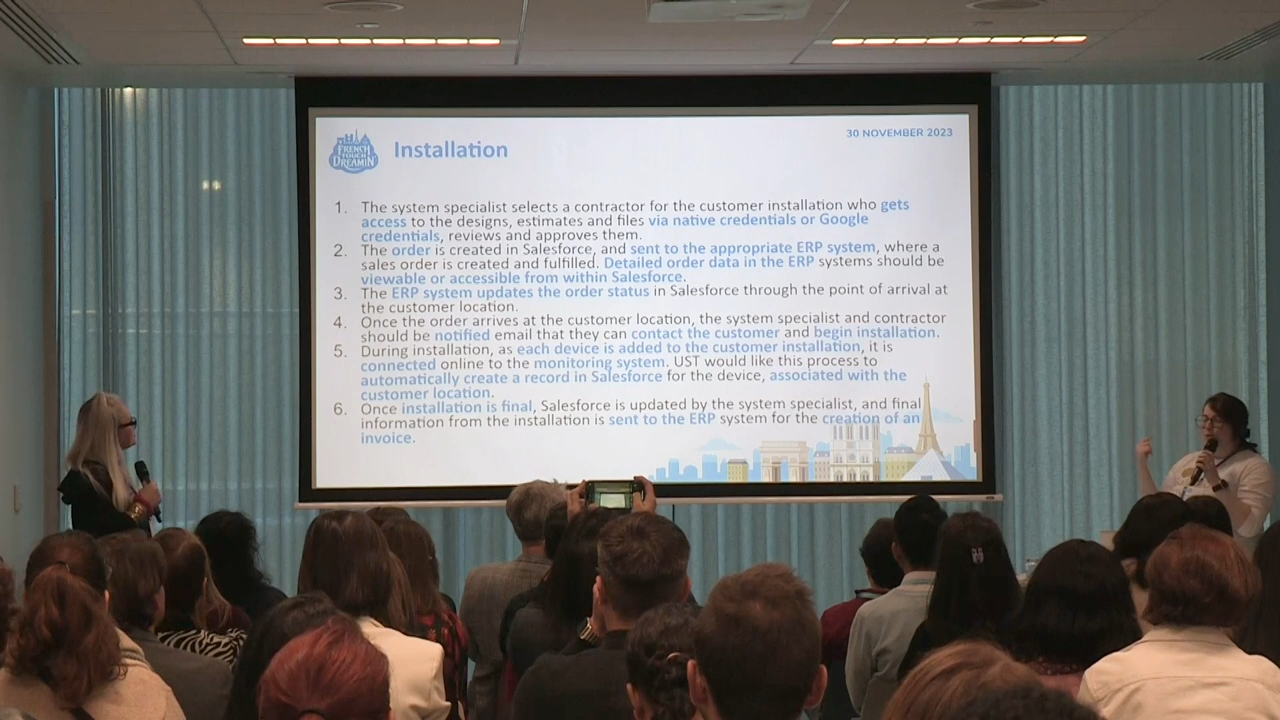 FRENCH
TOUCH
DREAMIN'
Installation
30 NOVEMBER 2023
1. The system specialist selects a contractor for the customer installation who gets
access to the designs, estimates and files via native credentials or Google
credentials, reviews and approves them.
2. The order is created in Salesforce, and sent to the appropriate ERP system, where a
sales order is created and fulfilled. Detailed order data in the ERP systems should be
viewable or accessible from within Salesforce.
3. The ERP system updates the order status in Salesforce through the point of arrival at
the customer location.
4. Once the order arrives at the customer location, the system specialist and contractor
should be notified email that they can contact the customer and begin installation.
5. During installation, as each device is added to the customer installation, it is
connected online to the monitoring system. UST would like this process to
automatically create a record in Salesforce for the device, associated with the
customer location.
6. Once installation is final, Salesforce is updated by the system specialist, and final
information from the installation is sent to the ERP system for the creation of an
invoice.